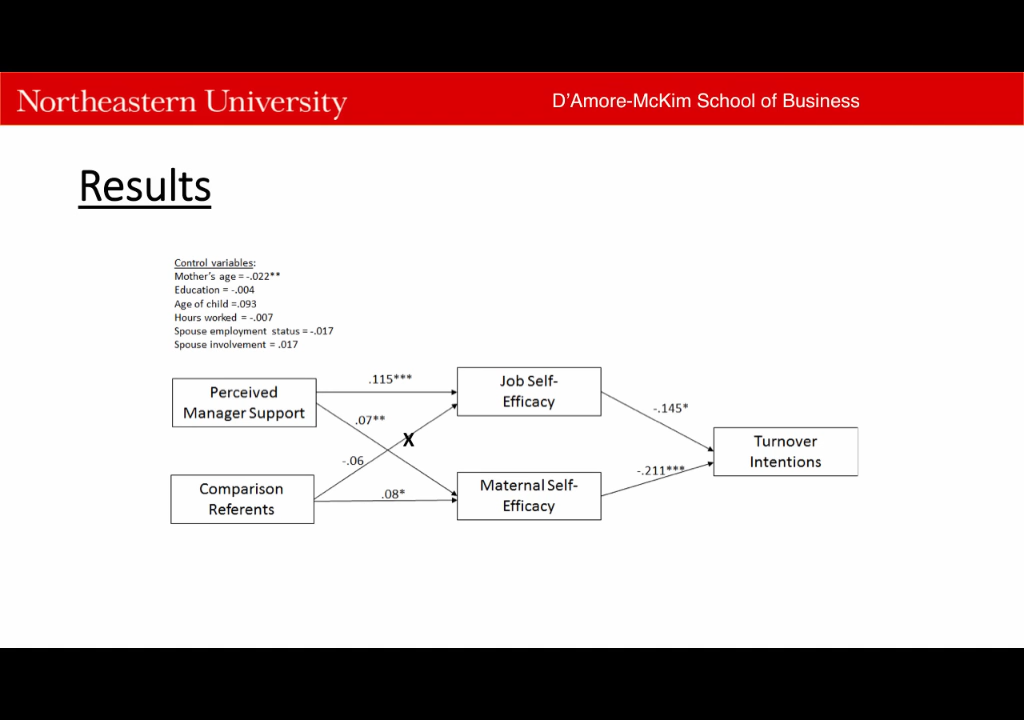 Northeastern University
D'Amore-McKim School of Business
Results
Control variables:
Mother's age = -.022**
Education = -.004
Age of child =.093
Hours worked = -.007
Spouse employment status = -.017
Spouse involvement = .017
Perceived
Manager Support
.115***
Job Self-
Efficacy
.07**
X
-.145*
Turnover
Intentions
-.06
-.211***
Comparison
Referents
.08*
Maternal Self-
Efficacy